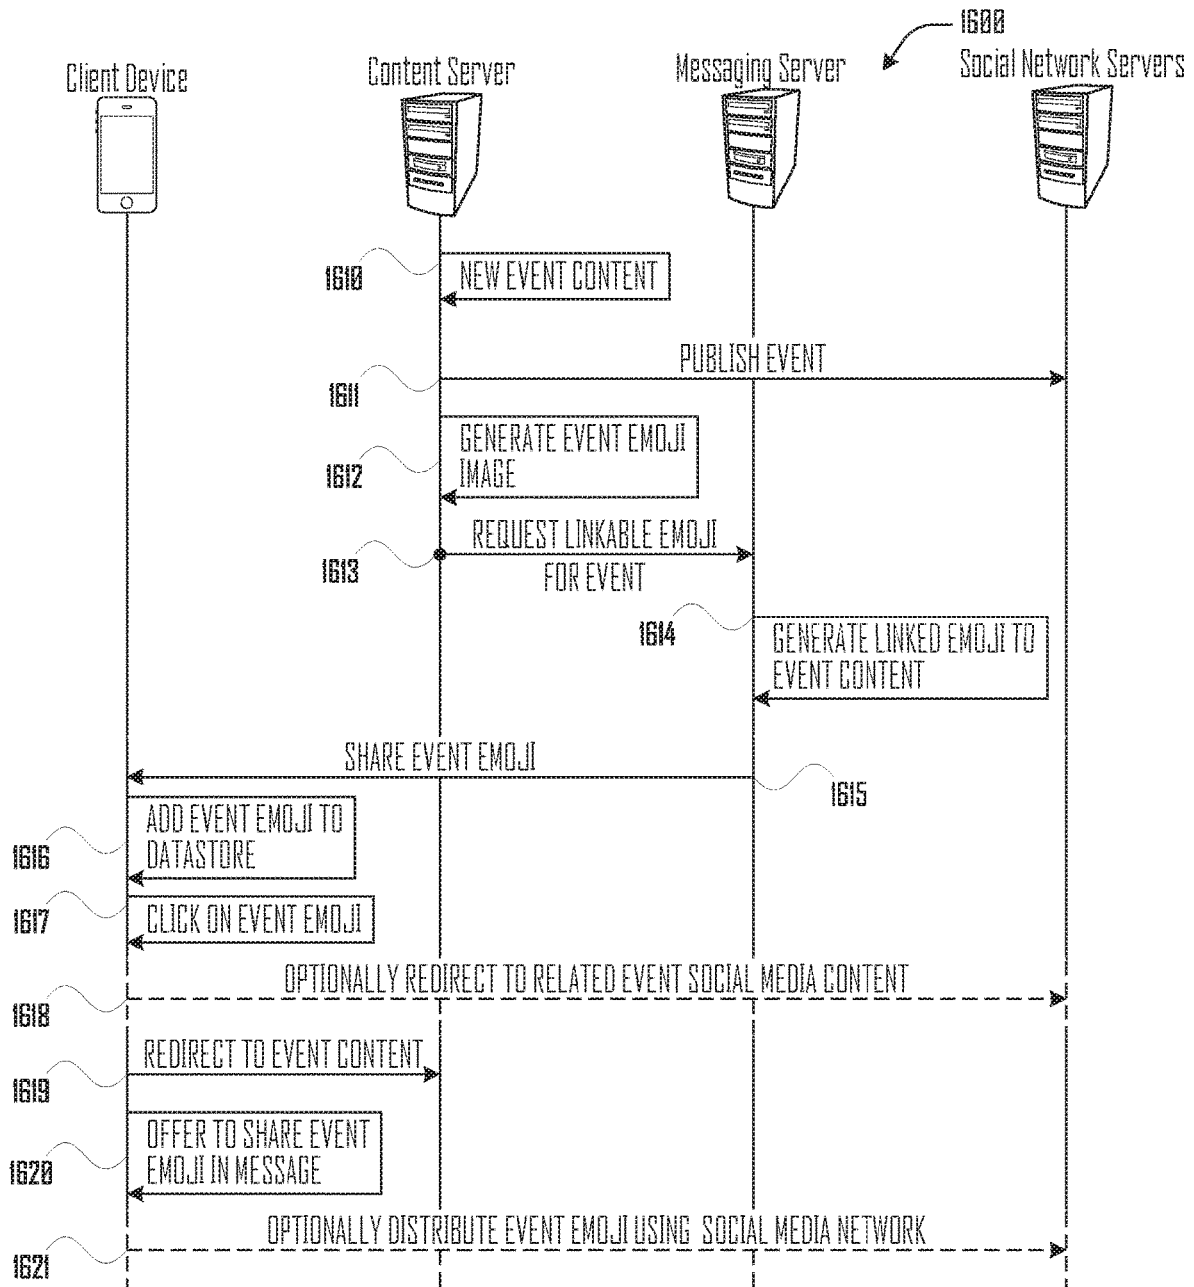 1600
Client Device
Content Server
Messaging Server
Social Network Servers
1610
NEW EVENT CONTENT
PUBLISH EVENT
1611
GENERATE EVENT EMOJI
IMAGE
1612
REQUEST LINKABLE EMOJI
FOR EVENT
1613
1614
GENERATE LINKED EMOJI TO
EVENT CONTENT
SHARE EVENT EMOJI
1615
ADD EVENT EMOJI TO
DATASTORE
1616
1617
CLICK ON EVENT EMOJI
OPTIONALLY REDIRECT TO RELATED EVENT SOCIAL MEDIA CONTENT
1618
REDIRECT TO EVENT CONTENT
1619
OFFER TO SHARE EVENT
EMOJI IN MESSAGE
1620
OPTIONALLY DISTRIBUTE EVENT EMOJI USING SOCIAL MEDIA NETWORK
1621